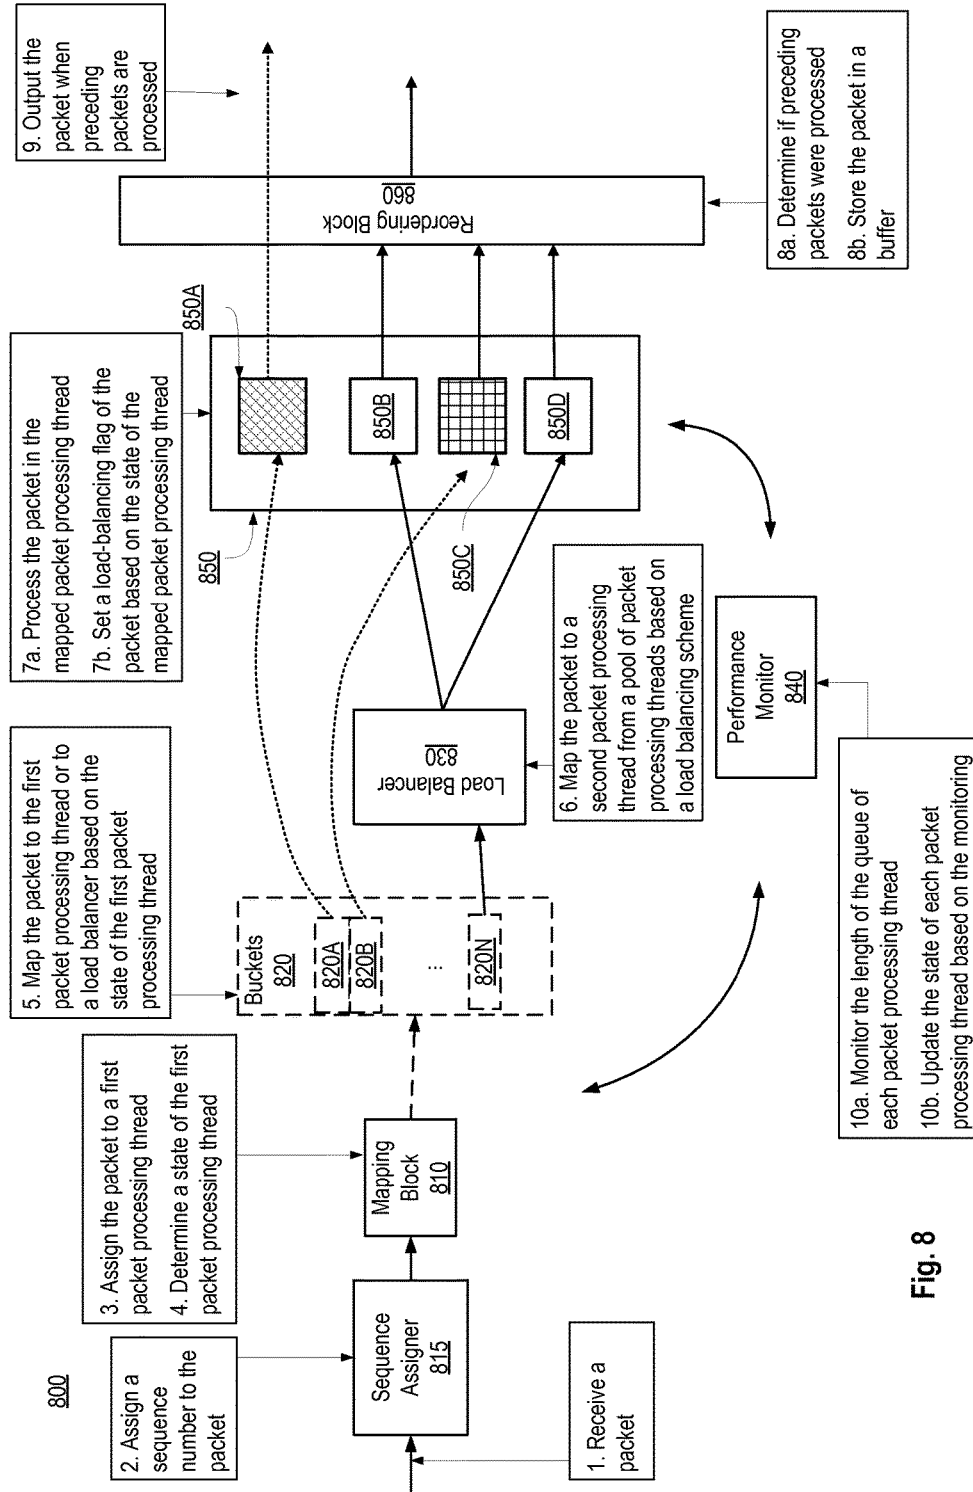 800
1. Receive a
packet
2. Assign a
sequence
number to the
packet
Sequence
Assigner
815
3. Assign the packet to a first
packet processing thread
4. Determine a state of the first
packet processing thread
Mapping
Block
810
5. Map the packet to the first
packet processing thread or to
a load balancer based on the
state of the first packet
processing thread
Buckets
820
820A
820B
...
820N
Load Balancer
830
6. Map the packet to a
second packet processing
thread from a pool of packet
processing threads based on
a load balancing scheme
7a. Process the packet in the
mapped packet processing thread
7b. Set a load-balancing flag of the
packet based on the state of the
mapped packet processing thread
850
850A
850B
850C
850D
Reordering Block
860
8a. Determine if preceding
packets were processed
8b. Store the packet in a
buffer
9. Output the
packet when
preceding
packets are
processed
Performance
Monitor
840
10a. Monitor the length of the queue of
each packet processing thread
10b. Update the state of each packet
processing thread based on the monitoring
Fig. 8